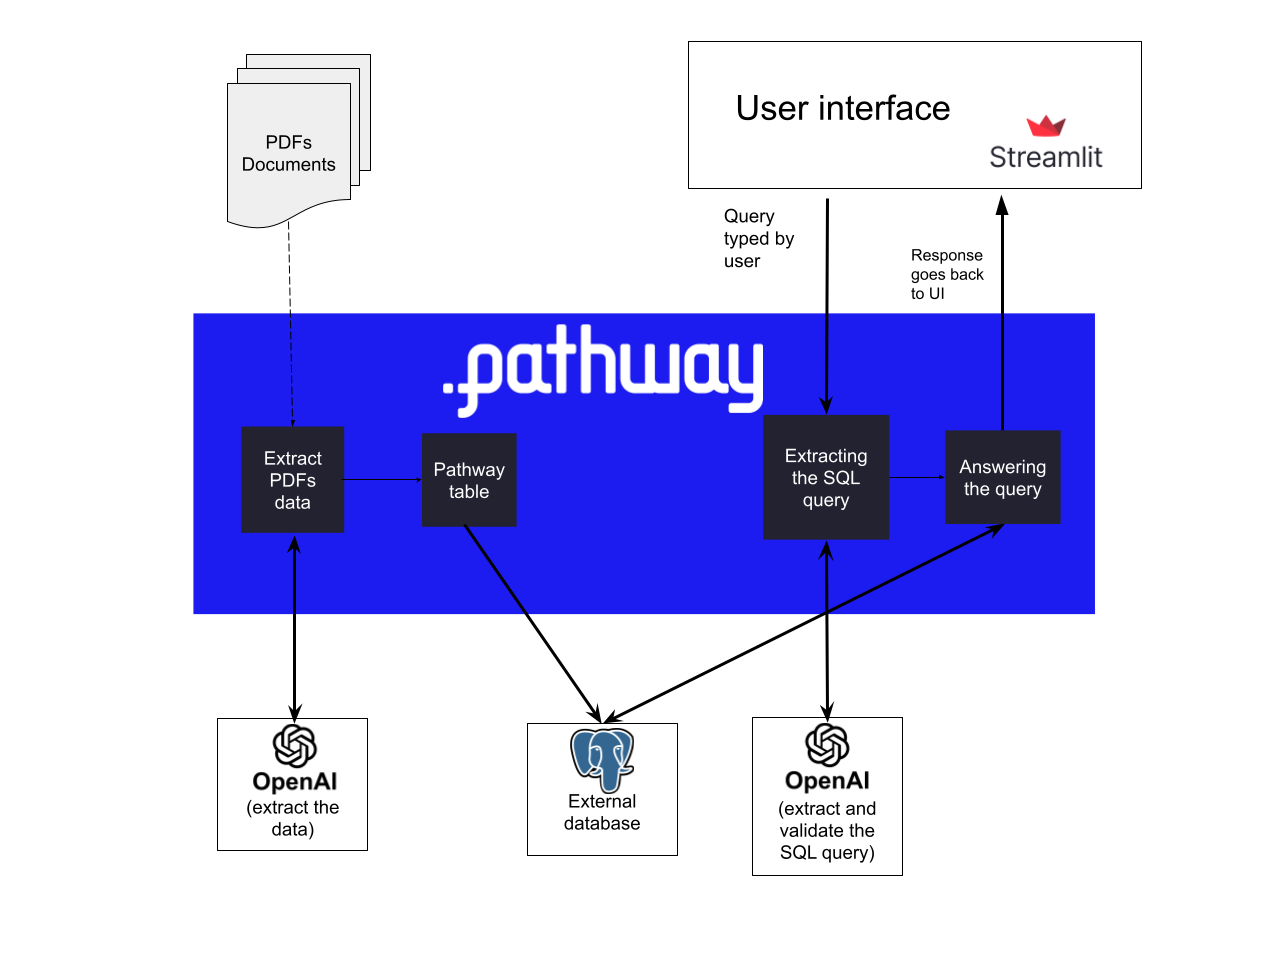 PDFs
Documents
User interface
Streamlit
Query
typed by
user
Response
goes back
to UI
.pathway
Extract
PDFs
data
Pathway
table
Extracting
the SQL
query
Answering
the query
OpenAI
(extract the
data)
External
database
OpenAI
(extract and
validate the
SQL query)